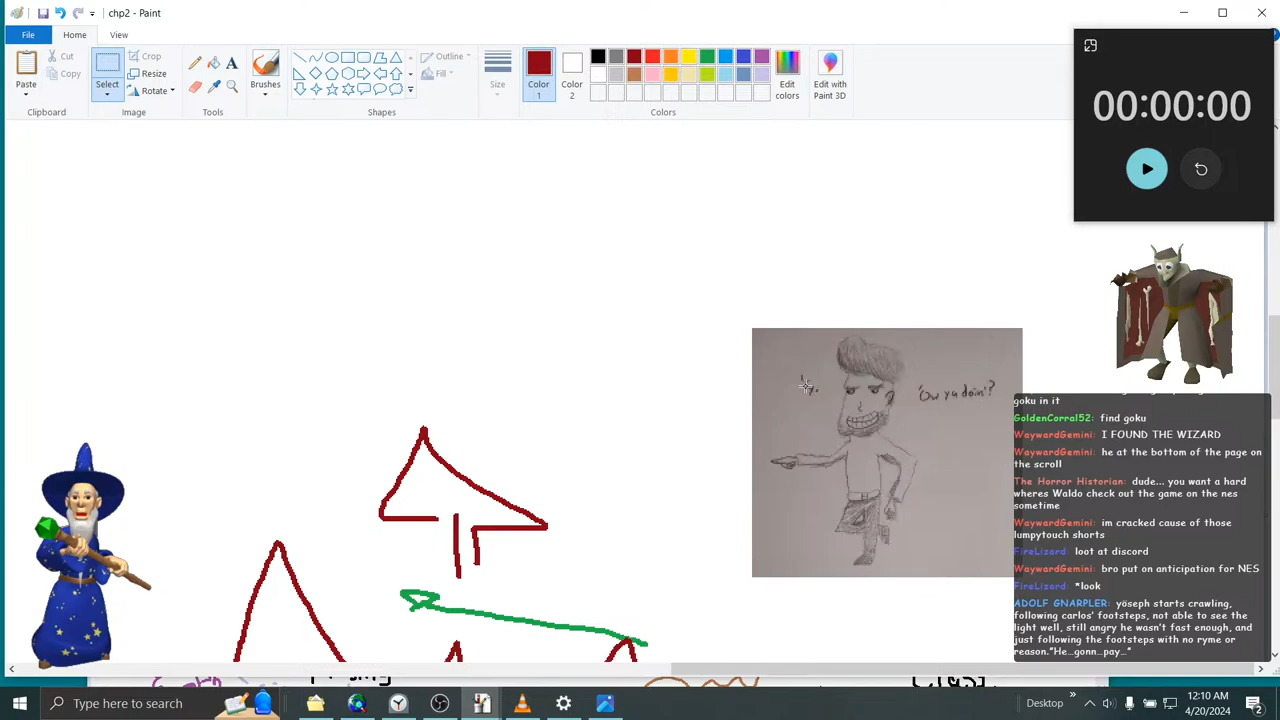 chp2 - Paint
File
Home
View
Paste
Cut
Copy
Clipboard
Select
Crop
Resize
Rotate
Image
A
Tools
Brushes
Outline
Fill
Shapes
Size
Color 1
Color 2
Edit colors
Edit with Paint 3D
Colors
00:00:00
'Ow ya doin'?
goku in it
GoldenCorral52: find goku
WaywardGemini: I FOUND THE WIZARD
WaywardGemini: he at the bottom of the page on
the scroll
The Horror Historian: dude... you want a hard
wheres Waldo check out the game on the nes
sometime
WaywardGemini: im cracked cause of those
lumpytouch shorts
FireLizard: loot at discord
WaywardGemini: bro put on anticipation for NES
FireLizard: *look
ADOLF GNARPLER: yöseph starts crawling,
following carlos' footsteps, not able to see the
light well, still angry he wasn't fast enough, and
just following the footsteps with no ryme or
reason."He...gonn...pay..."
Type here to search
Desktop
12:10 AM
4/20/2024
2